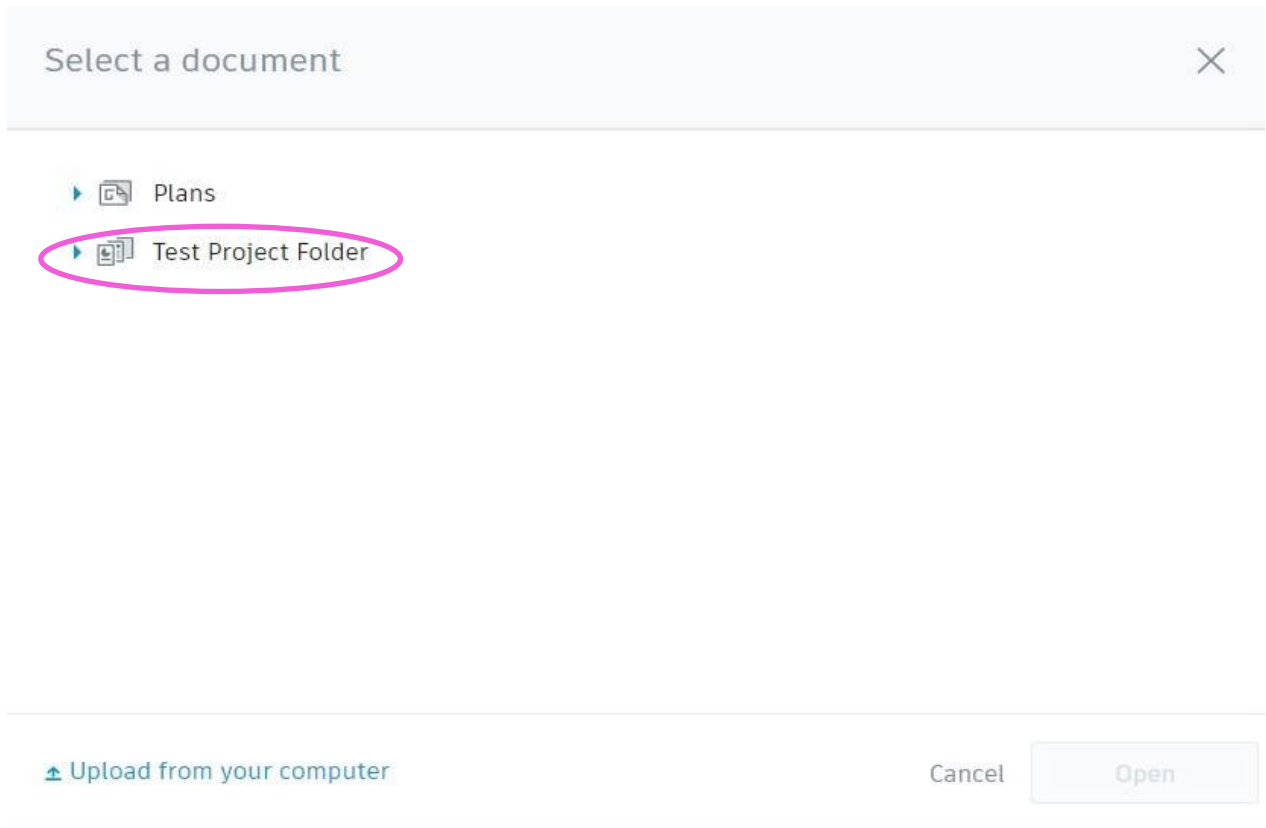 Select a document
Plans
Test Project Folder
Upload from your computer
Cancel
Open